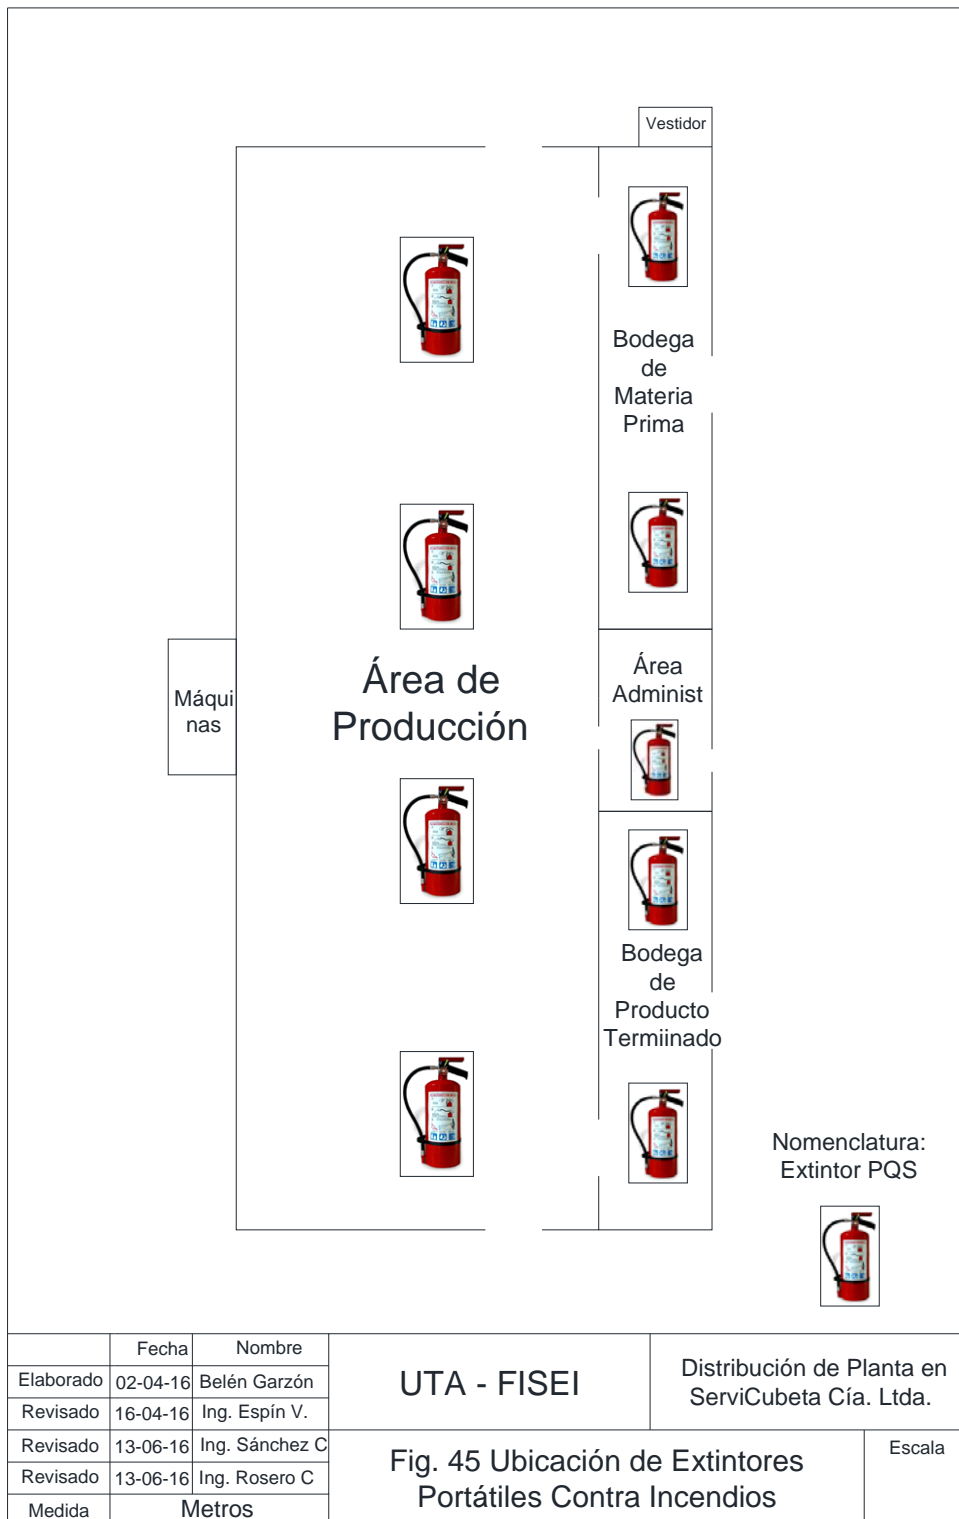 Vestidor
Bodega
de
Materia
Prima
Área
Administ
Máqui
nas
Área de
Producción
Bodega
de
Producto
Termiinado
Nomenclatura:
Extintor PQS
Fecha Nombre
Elaborado 02-04-16 Belén Garzón
Revisado 16-04-16 Ing. Espín V.
Revisado 13-06-16 Ing. Sánchez C
Revisado 13-06-16 Ing. Rosero C
Medida Metros
UTA - FISEI
Distribución de Planta en
ServiCubeta Cía. Ltda.
Fig. 45 Ubicación de Extintores
Portátiles Contra Incendios
Escala